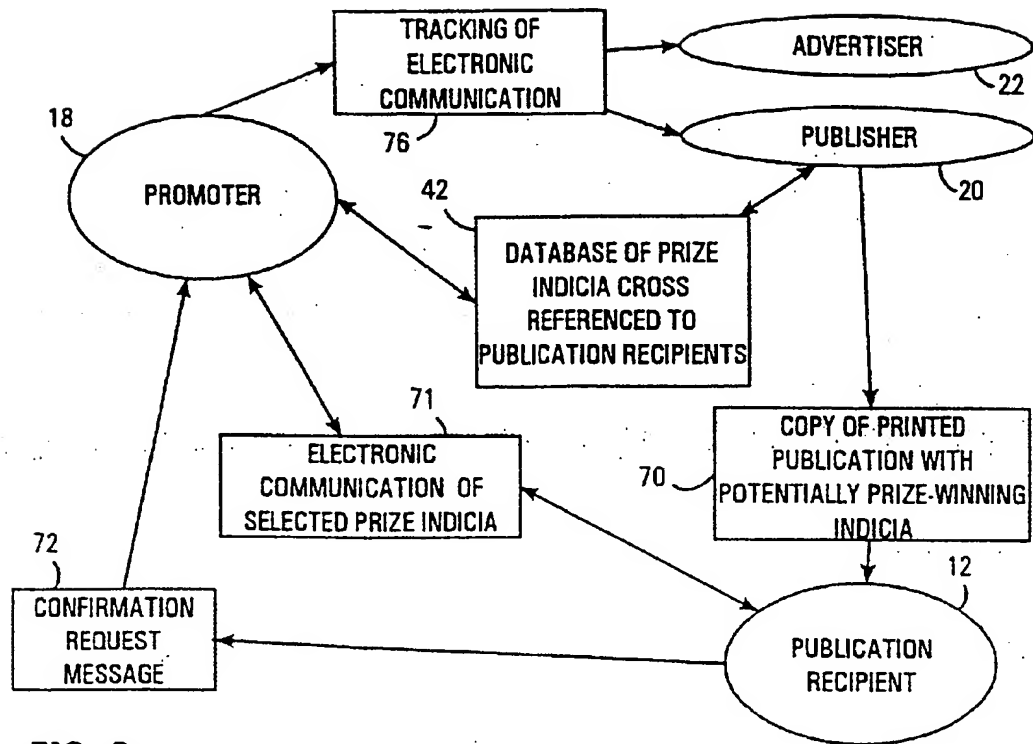 TRACKING OF
ELECTRONIC
COMMUNICATION
76
ADVERTISER
22
18
PROMOTER
PUBLISHER
20
42
DATABASE OF PRIZE
INDICIA CROSS
REFERENCED TO
PUBLICATION RECIPIENTS
71
ELECTRONIC
COMMUNICATION OF
SELECTED PRIZE INDICIA
70
COPY OF PRINTED
PUBLICATION WITH
POTENTIALLY PRIZE-WINNING
INDICIA
72
CONFIRMATION
REQUEST
MESSAGE
12
PUBLICATION
RECIPIENT